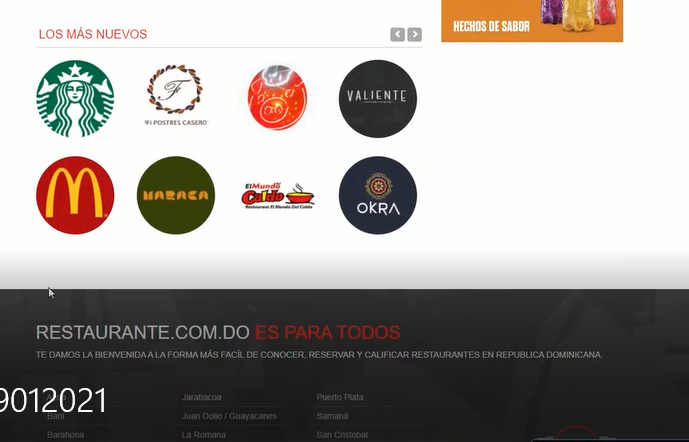 LOS MÁS NUEVOS
HECHOS DE SABOR
F
FI POSTRES CASERO
VALIENTE
MARACA
El Mundo
Caldo
Restaurant El Mundo Del Caldo
OKRA
RESTAURANTE.COM.DO ES PARA TODOS
TE DAMOS LA BIENVENIDA A LA FORMA MÁS FACÍL DE CONOCER, RESERVAR Y CALIFICAR RESTAURANTES EN REPUBLICA DOMINICANA.
9012021
Jarabacoa
Puerto Plata
Baní
Juan Dolio / Guayacanes
Samaná
Barahona
La Romana
San Cristobal